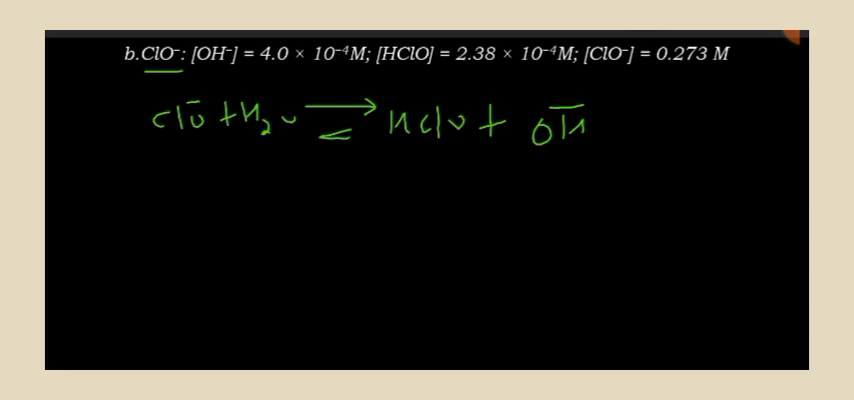 b.ClO⁻: [OH⁻] = 4.0 × 10⁻⁴M; [HClO] = 2.38 × 10⁻⁴M; [ClO⁻] = 0.273 M
ClO⁻ + H₂O ⇌ HClO + OH⁻